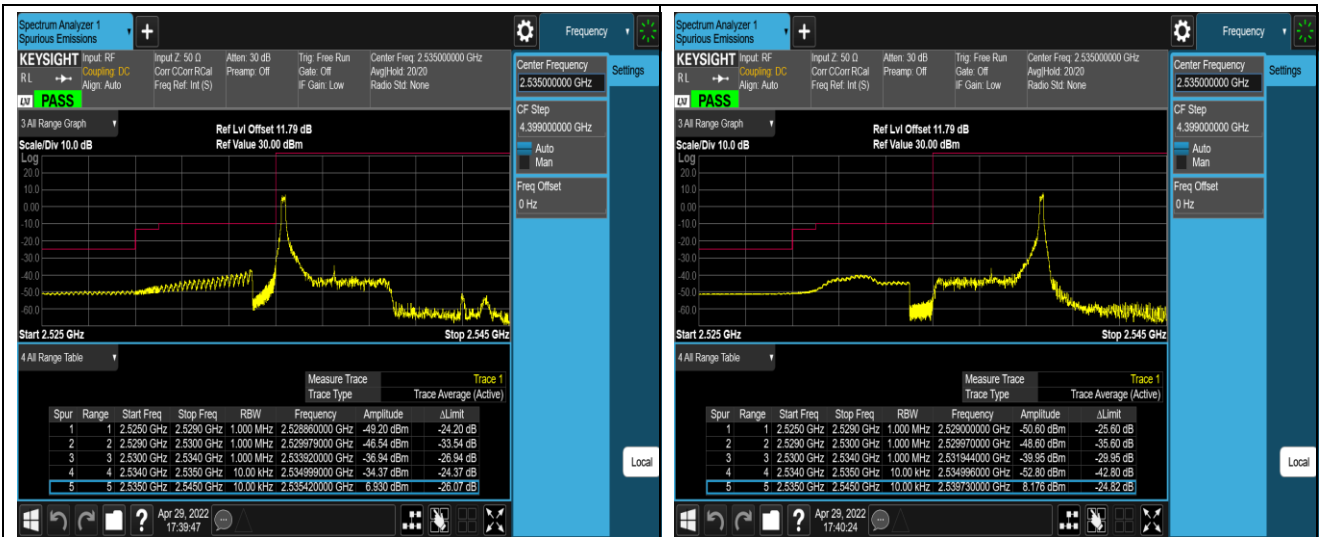 Spectrum Analyzer 1
Spurious Emissions
+
Frequency
KEYSIGHT Input: RF Input Z: 50 Ω Atten: 30 dB Trig: Free Run Center Freq: 2.535000000 GHz
RL Coupling: DC Corr CCorr RCal Preamp: Off Gate: Off Avg|Hold: 20/20
Align: Auto Freq Ref: Int (S) IF Gain: Low Radio Std: None
PASS
Center Frequency
2.535000000 GHz
Settings
CF Step
4.399000000 GHz
Auto
Man
Freq Offset
0 Hz
3 All Range Graph
Ref Lvl Offset 11.79 dB
Scale/Div 10.0 dB Ref Value 30.00 dBm
Log
20.0
10.0
0.00
-10.0
-20.0
-30.0
-40.0
-50.0
-60.0
Start 2.525 GHz Stop 2.545 GHz
4 All Range Table
Measure Trace Trace 1
Trace Type Trace Average (Active)
Spur Range Start Freq Stop Freq RBW Frequency Amplitude ΔLimit
1 1 2.5250 GHz 2.5290 GHz 1.000 MHz 2.528860000 GHz -49.20 dBm -24.20 dB
2 2 2.5290 GHz 2.5300 GHz 1.000 MHz 2.529979000 GHz -46.54 dBm -33.54 dB
3 3 2.5300 GHz 2.5340 GHz 1.000 MHz 2.533920000 GHz -36.94 dBm -26.94 dB
4 4 2.5340 GHz 2.5350 GHz 10.00 kHz 2.534999000 GHz -34.37 dBm -24.37 dB
5 5 2.5350 GHz 2.5450 GHz 10.00 kHz 2.535420000 GHz 6.930 dBm -26.07 dB
Local
?
Apr 29, 2022
17:39:47
Spectrum Analyzer 1
Spurious Emissions
+
Frequency
KEYSIGHT Input: RF Input Z: 50 Ω Atten: 30 dB Trig: Free Run Center Freq: 2.535000000 GHz
RL Coupling: DC Corr CCorr RCal Preamp: Off Gate: Off Avg|Hold: 20/20
Align: Auto Freq Ref: Int (S) IF Gain: Low Radio Std: None
PASS
Center Frequency
2.535000000 GHz
Settings
CF Step
4.399000000 GHz
Auto
Man
Freq Offset
0 Hz
3 All Range Graph
Ref Lvl Offset 11.79 dB
Scale/Div 10.0 dB Ref Value 30.00 dBm
Log
20.0
10.0
0.00
-10.0
-20.0
-30.0
-40.0
-50.0
-60.0
Start 2.525 GHz Stop 2.545 GHz
4 All Range Table
Measure Trace Trace 1
Trace Type Trace Average (Active)
Spur Range Start Freq Stop Freq RBW Frequency Amplitude ΔLimit
1 1 2.5250 GHz 2.5290 GHz 1.000 MHz 2.529000000 GHz -50.60 dBm -25.60 dB
2 2 2.5290 GHz 2.5300 GHz 1.000 MHz 2.529970000 GHz -48.60 dBm -35.60 dB
3 3 2.5300 GHz 2.5340 GHz 1.000 MHz 2.531944000 GHz -39.95 dBm -29.95 dB
4 4 2.5340 GHz 2.5350 GHz 10.00 kHz 2.534996000 GHz -52.80 dBm -42.80 dB
5 5 2.5350 GHz 2.5450 GHz 10.00 kHz 2.539730000 GHz 8.176 dBm -24.82 dB
Local
?
Apr 29, 2022
17:40:24